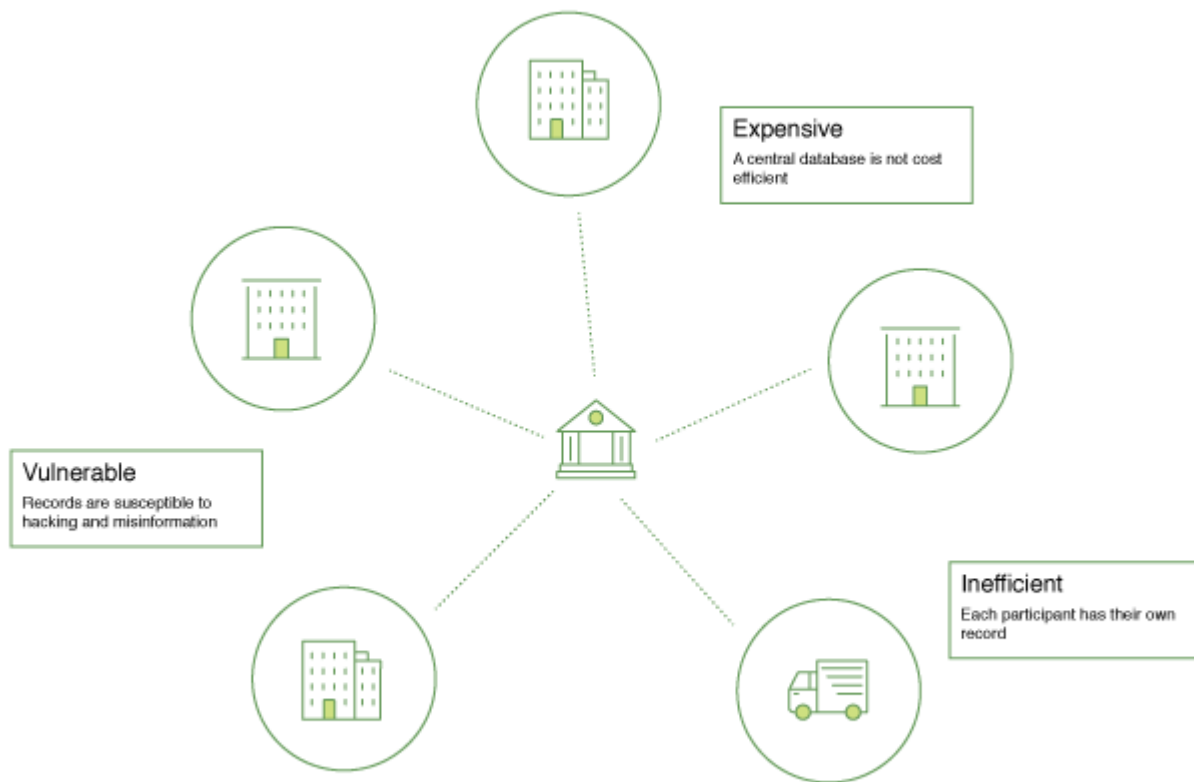 Expensive
A central database is not cost
efficient
Vulnerable
Records are susceptible to
hacking and misinformation
Inefficient
Each participant has their own
record